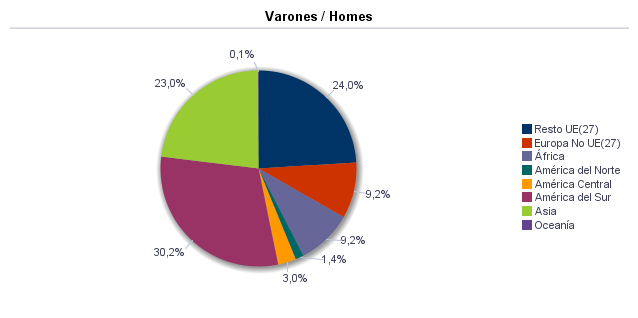 Varones / Homes
0,1%
23,0%
24,0%
9,2%
9,2%
1,4%
3,0%
30,2%
Resto UE(27)
Europa No UE(27)
África
América del Norte
América Central
América del Sur
Asia
Oceanía